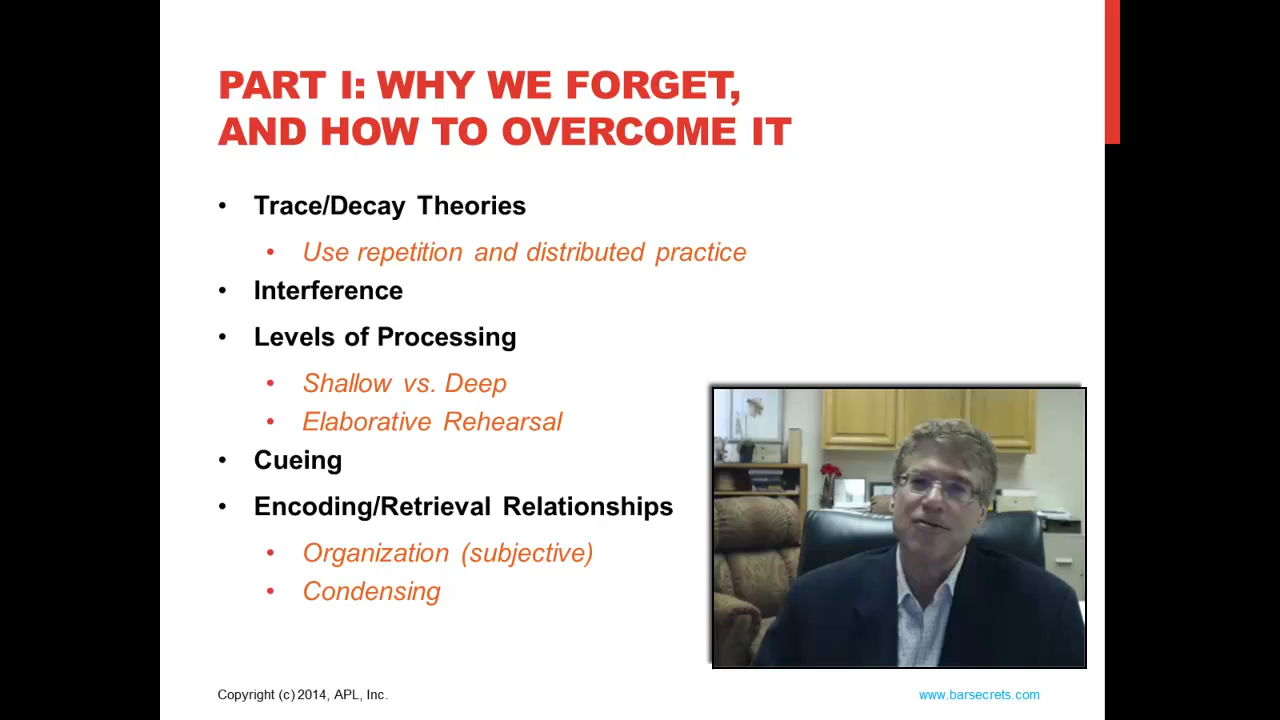 PART I: WHY WE FORGET,
AND HOW TO OVERCOME IT
• Trace/Decay Theories
• Use repetition and distributed practice
• Interference
• Levels of Processing
• Shallow vs. Deep
• Elaborative Rehearsal
• Cueing
• Encoding/Retrieval Relationships
• Organization (subjective)
• Condensing
Copyright (c) 2014, APL, Inc.
www.barsecrets.com